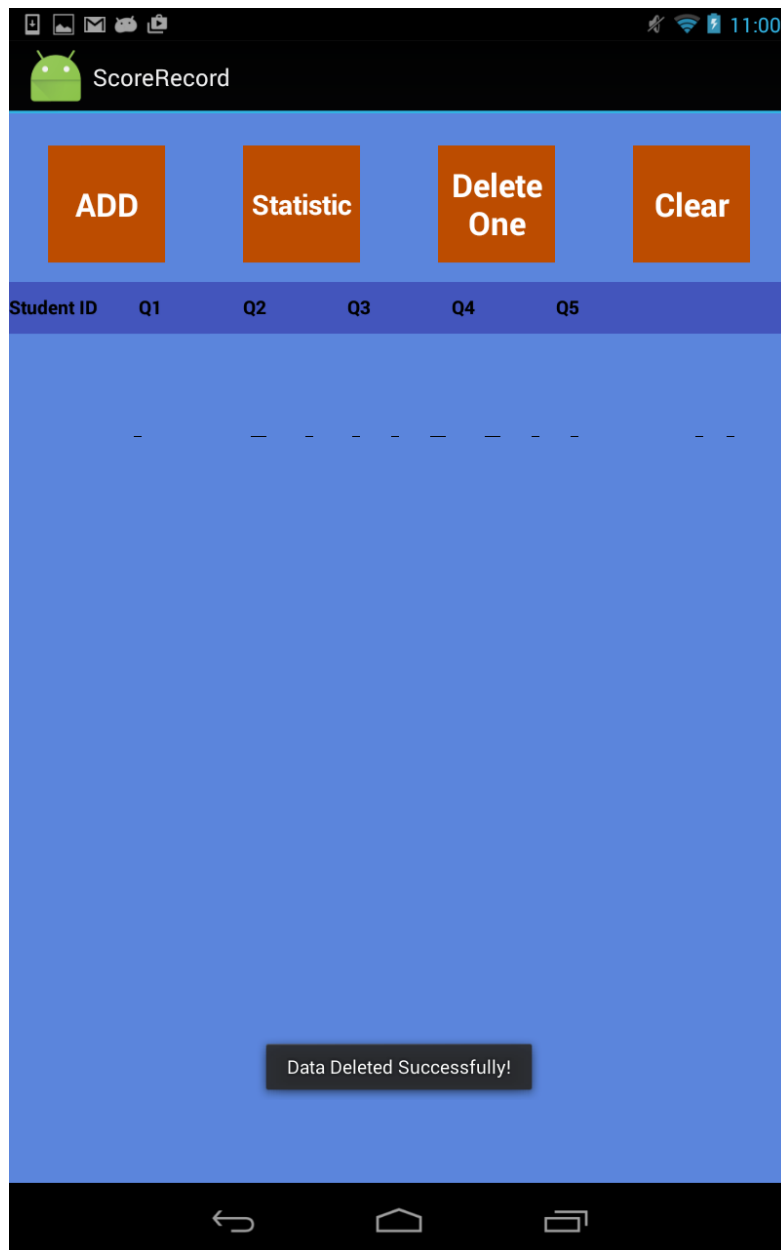 11:00
ScoreRecord
ADD
Statistic
Delete
One
Clear
Student ID Q1 Q2 Q3 Q4 Q5
Data Deleted Successfully!